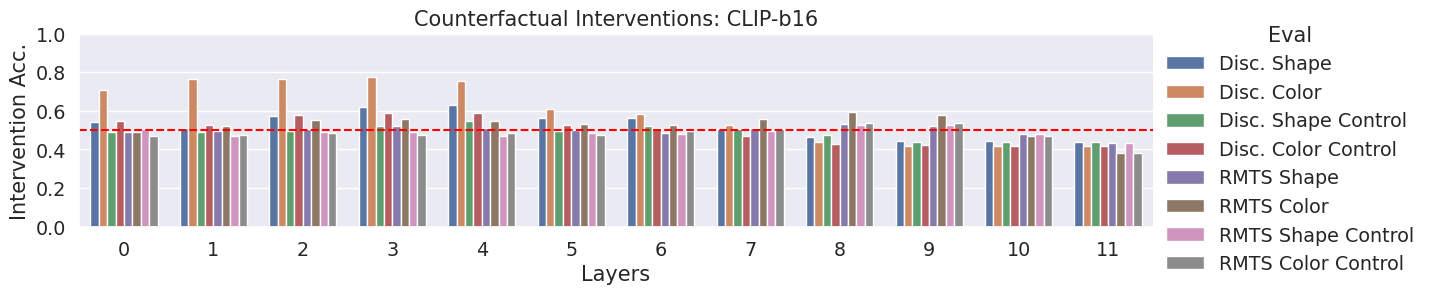 Counterfactual Interventions: CLIP-b16
Intervention Acc.
1.0
0.8
0.6
0.4
0.2
0.0
0 1 2 3 4 5 6 7 8 9 10 11
Layers
Eval
Disc. Shape
Disc. Color
Disc. Shape Control
Disc. Color Control
RMTS Shape
RMTS Color
RMTS Shape Control
RMTS Color Control